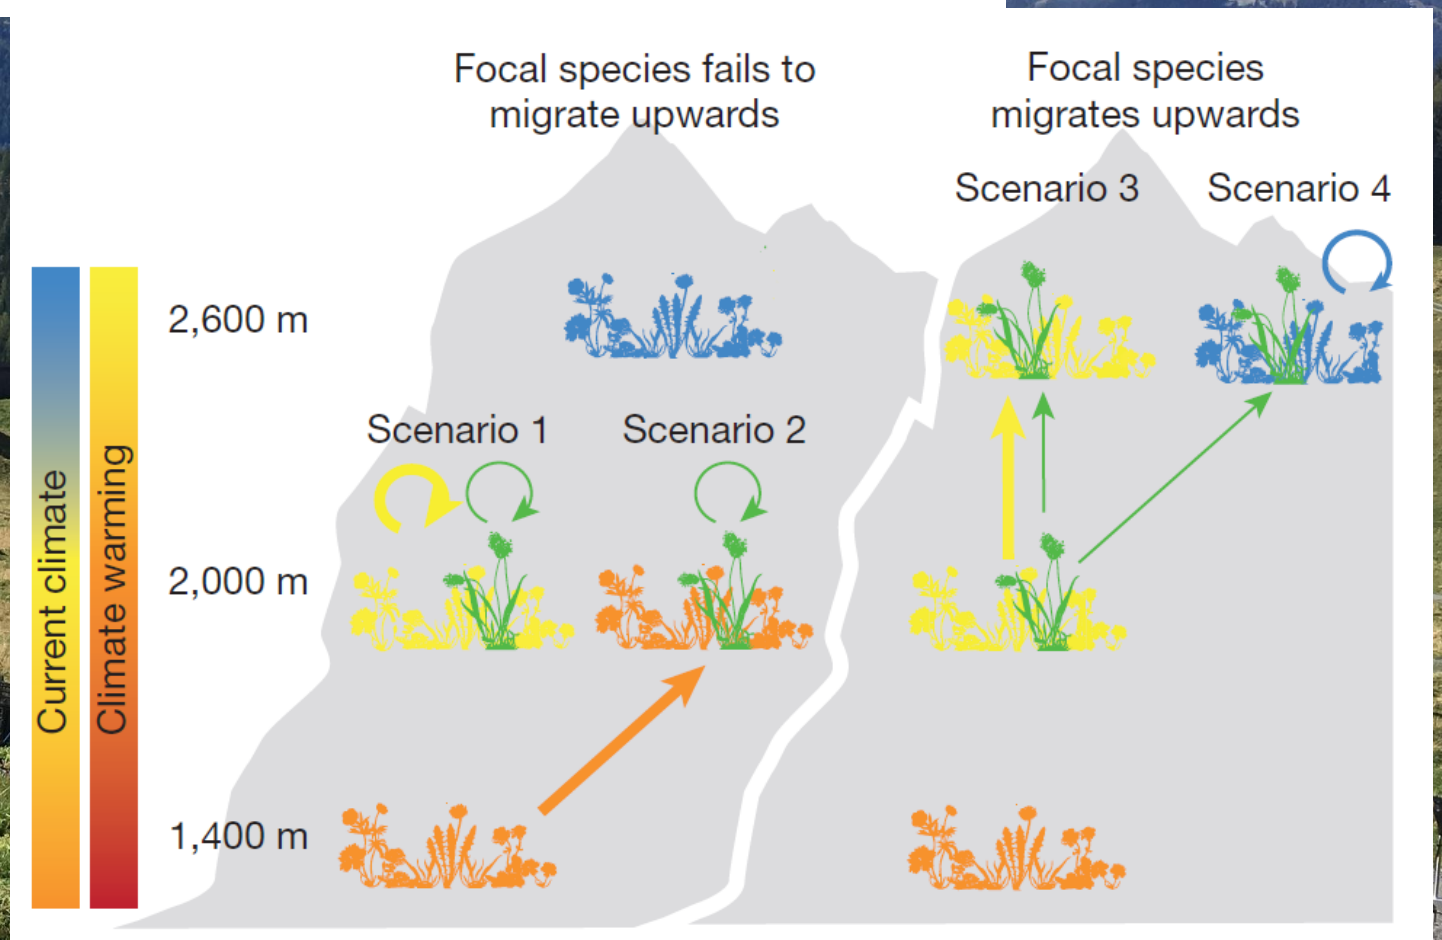 Focal species fails to
migrate upwards
Focal species
migrates upwards
Scenario 3
Scenario 4
2,600 m
Scenario 1
Scenario 2
2,000 m
1,400 m
Current climate
Climate warming